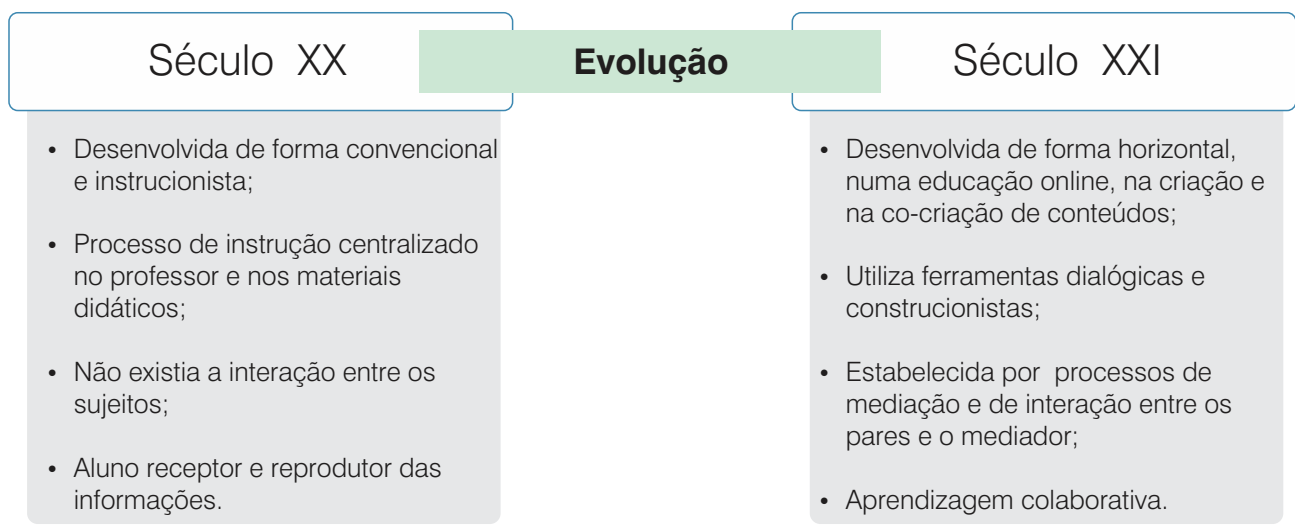 Século XX
Evolução
Século XXI
• Desenvolvida de forma convencional
e instrucionista;
• Processo de instrução centralizado
no professor e nos materiais
didáticos;
• Não existia a interação entre os
sujeitos;
• Aluno receptor e reprodutor das
informações.
• Desenvolvida de forma horizontal,
numa educação online, na criação e
na co-criação de conteúdos;
• Utiliza ferramentas dialógicas e
construcionistas;
• Estabelecida por processos de
mediação e de interação entre os
pares e o mediador;
• Aprendizagem colaborativa.